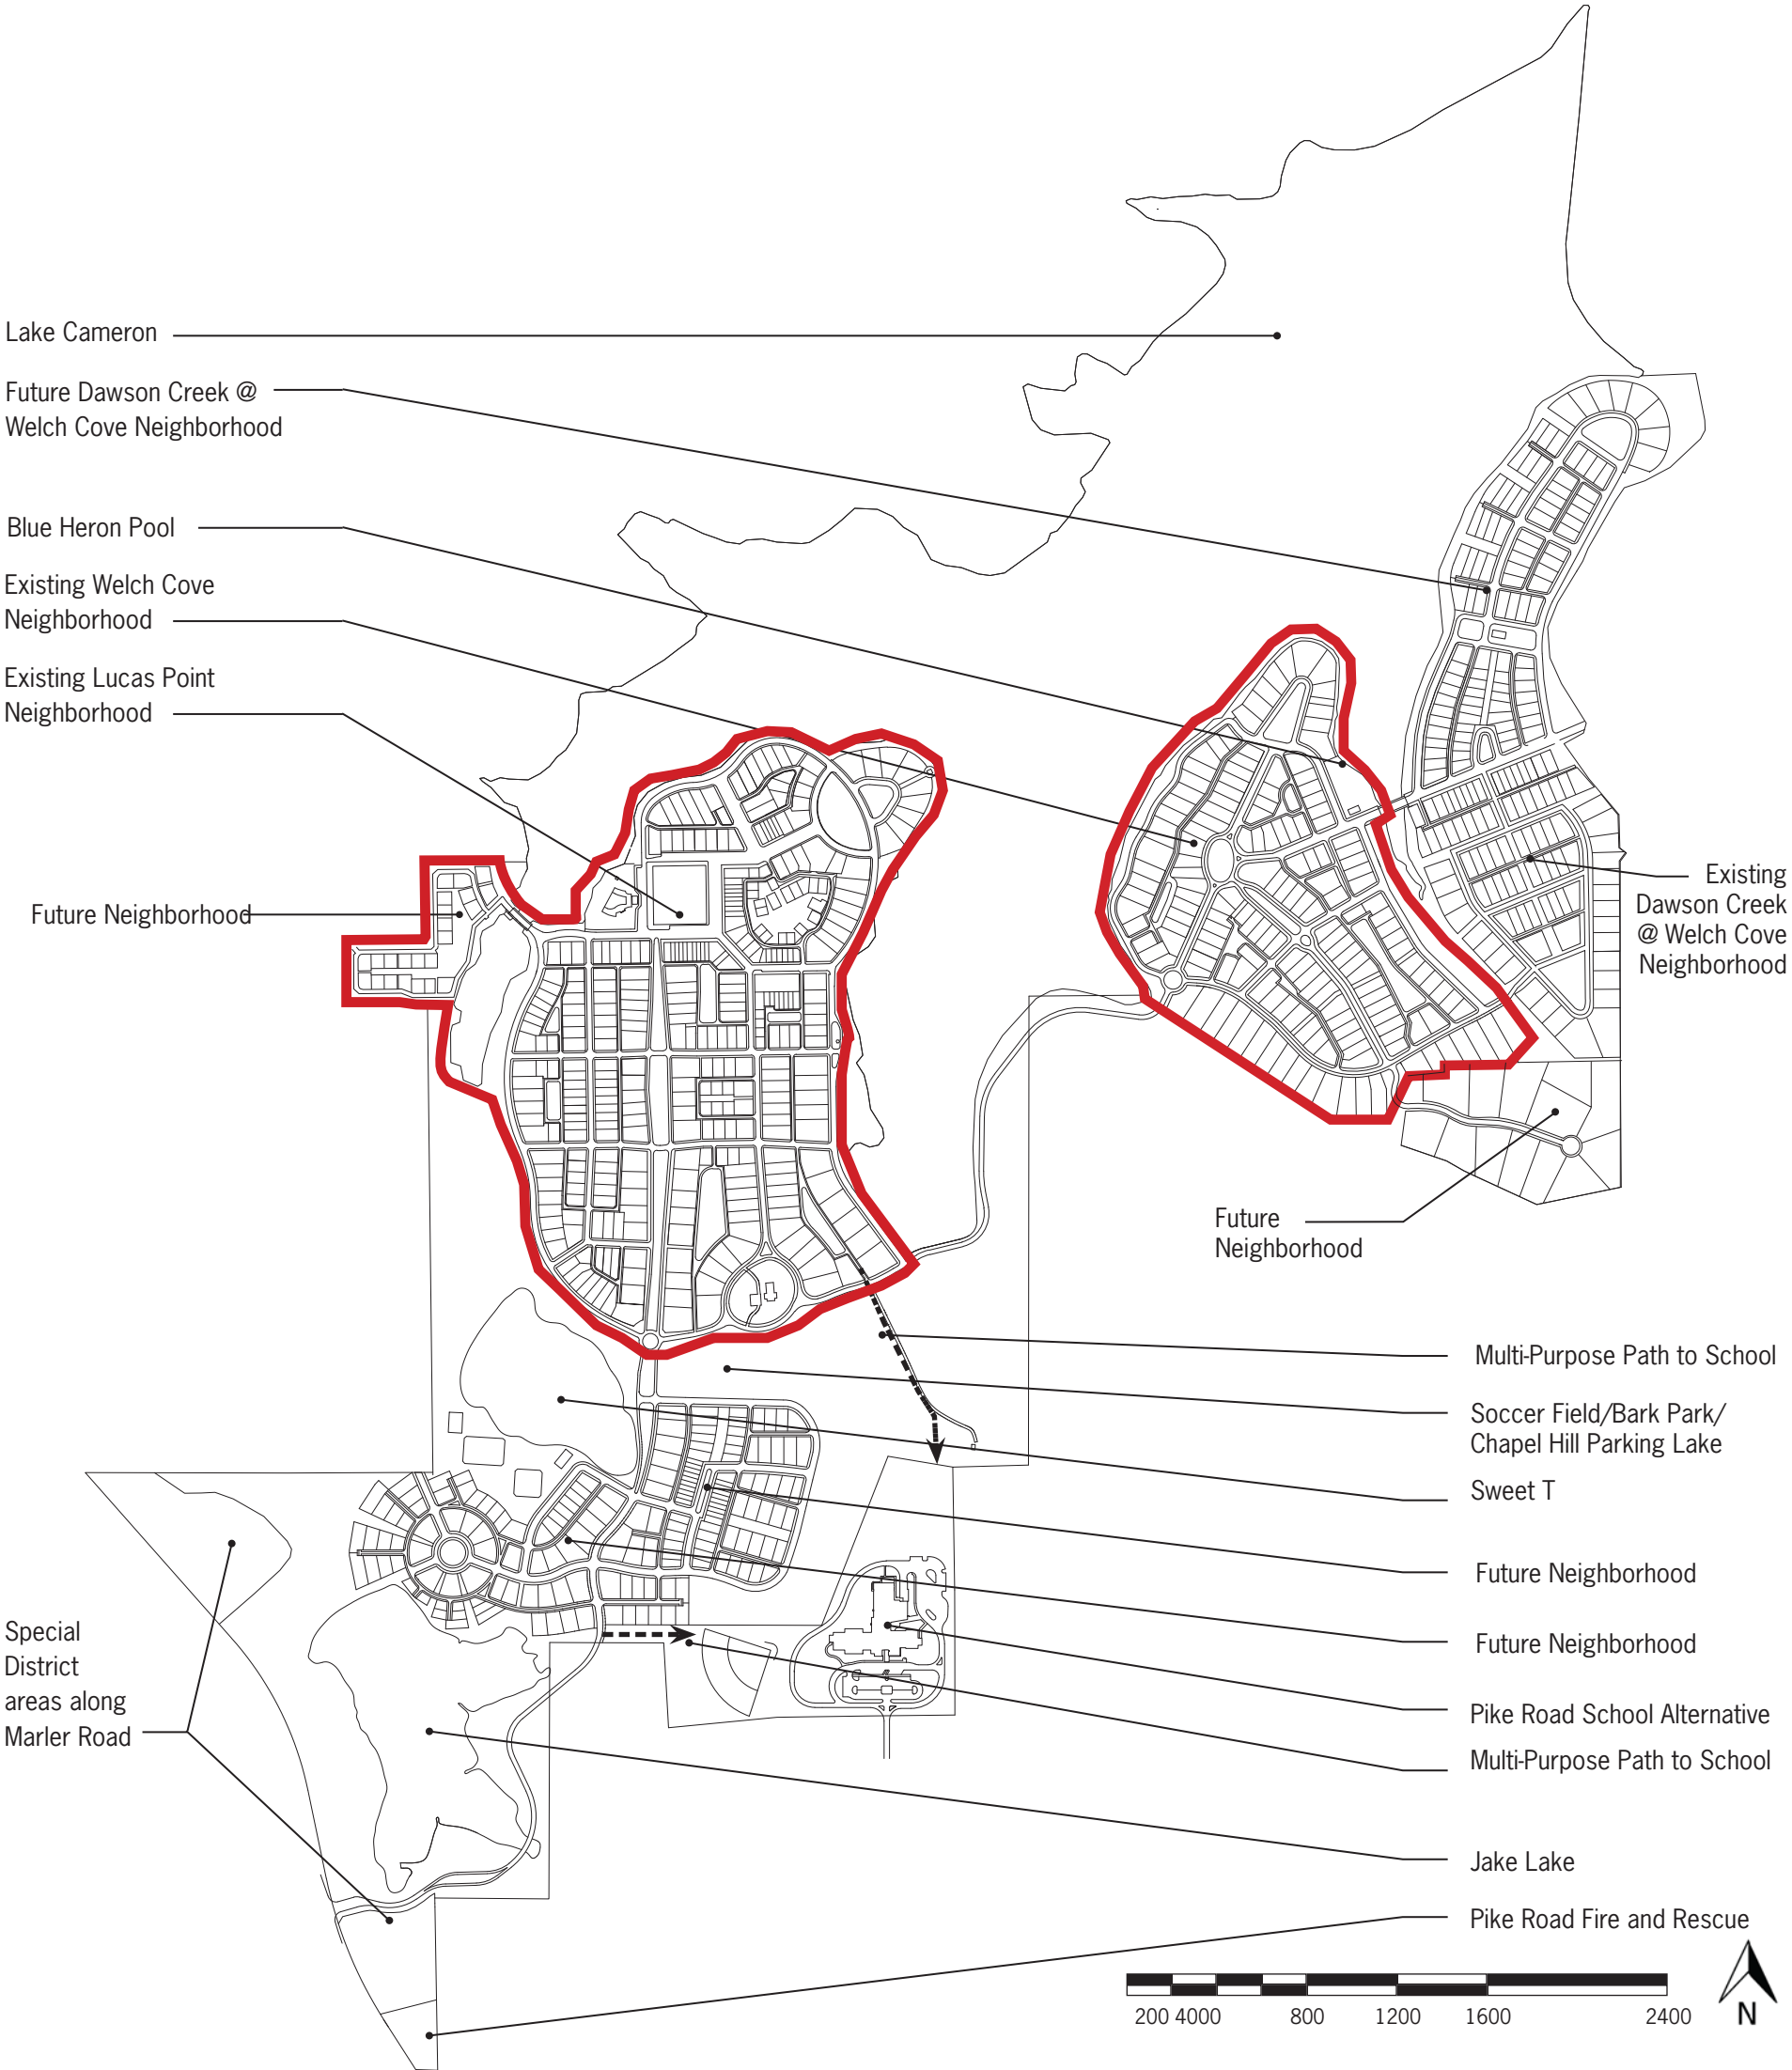 Lake Cameron
Future Dawson Creek @
Welch Cove Neighborhood
Blue Heron Pool
Existing Welch Cove
Neighborhood
Existing Lucas Point
Neighborhood
Future Neighborhood
Existing
Dawson Creek
@ Welch Cove
Neighborhood
Future
Neighborhood
Multi-Purpose Path to School
Soccer Field/Bark Park/
Chapel Hill Parking Lake
Sweet T
Future Neighborhood
Future Neighborhood
Special
District
areas along
Marler Road
Pike Road School Alternative
Multi-Purpose Path to School
Jake Lake
Pike Road Fire and Rescue
200 4000 800 1200 1600 2400
N